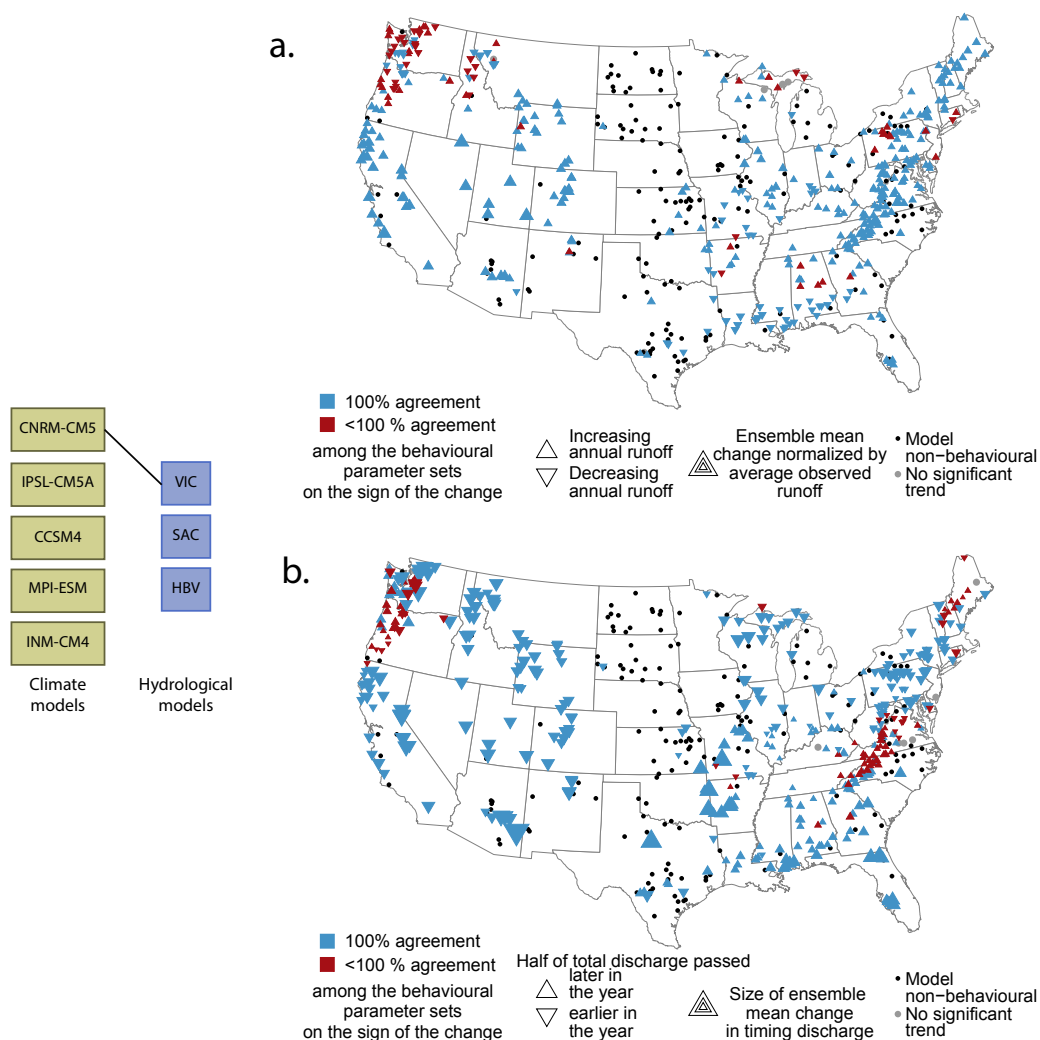 a.
100% agreement
<100 % agreement
among the behavioural
parameter sets
on the sign of the change
Increasing
annual runoff
Decreasing
annual runoff
Ensemble mean
change normalized by
average observed
runoff
Model
non−behavioural
No significant
trend
CNRM-CM5
IPSL-CM5A
CCSM4
MPI-ESM
INM-CM4
Climate
models
VIC
SAC
HBV
Hydrological
models
b.
100% agreement
<100 % agreement
among the behavioural
parameter sets
on the sign of the change
Half of total discharge passed
later in
the year
earlier in
the year
Size of ensemble
mean change
in timing discharge
Model
non−behavioural
No significant
trend